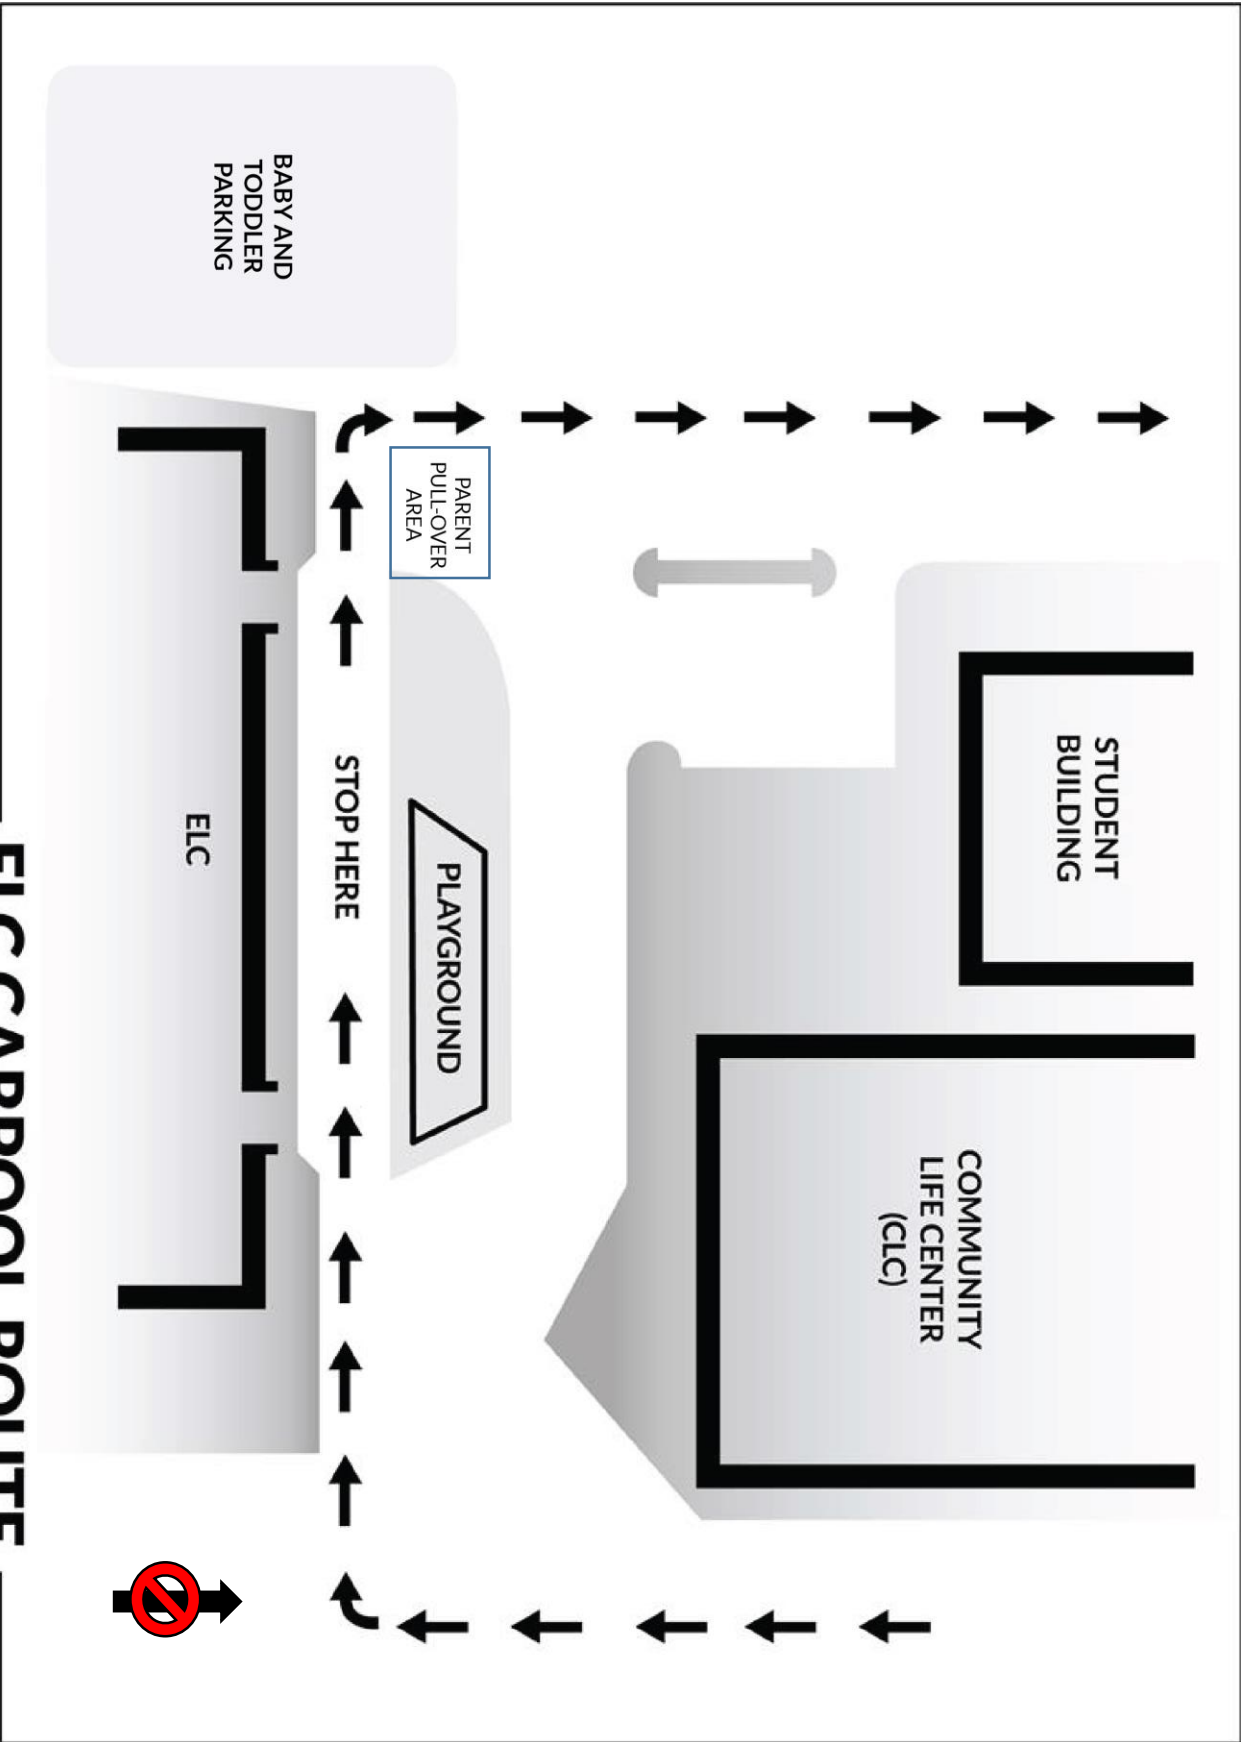 BABY AND
TODDLER
PARKING
PARENT
PULL-OVER
AREA
STUDENT
BUILDING
STOP HERE
ELC
PLAYGROUND
COMMUNITY
LIFE CENTER
(CLC)
ELC CARPOOL ROUTE